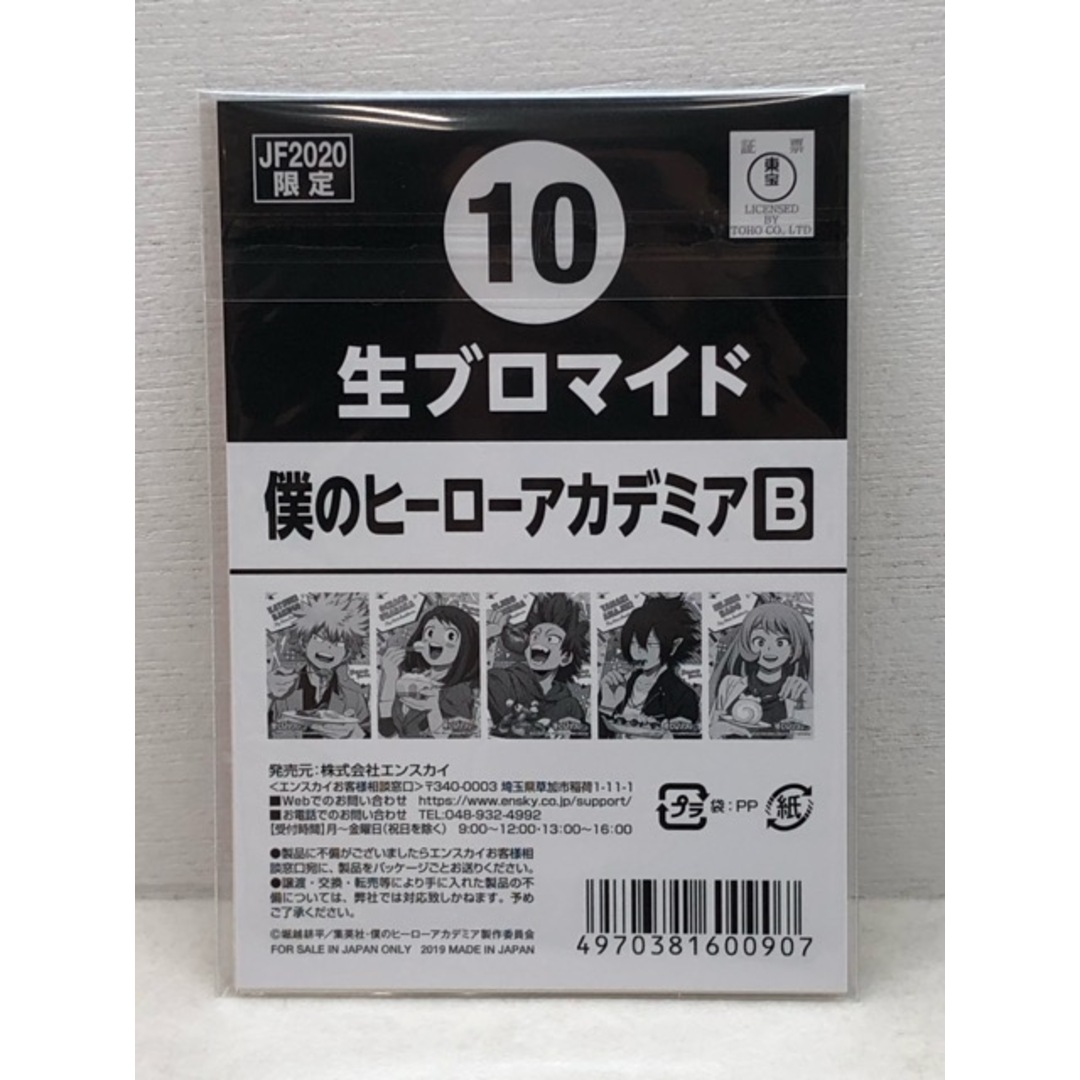 JF2020
限定
10
証票
東宝
LICENSED
BY
TOHO CO., LTD
生ブロマイド
僕のヒーローアカデミア B
発売元:株式会社エンスカイ
<エンスカイお客様相談窓口>〒340-0003 埼玉県草加市稲荷1-11-1
■Webでのお問い合わせ https://www.ensky.co.jp/support/
■お電話でのお問い合わせ TEL:048-932-4992
【受付時間】月~金曜日(祝日を除く) 9:00~12:00・13:00~16:00
プラ
袋:PP
紙
●製品に不備がございましたらエンスカイお客様相
談窓口宛に、製品をパッケージごとお送りください。
●譲渡・交換・転売等により手に入れた製品の不
備については、弊社では対応致しかねます。予め
ご了承ください。
©堀越耕平/集英社・僕のヒーローアカデミア製作委員会
FOR SALE IN JAPAN ONLY 2019 MADE IN JAPAN
4970381600907